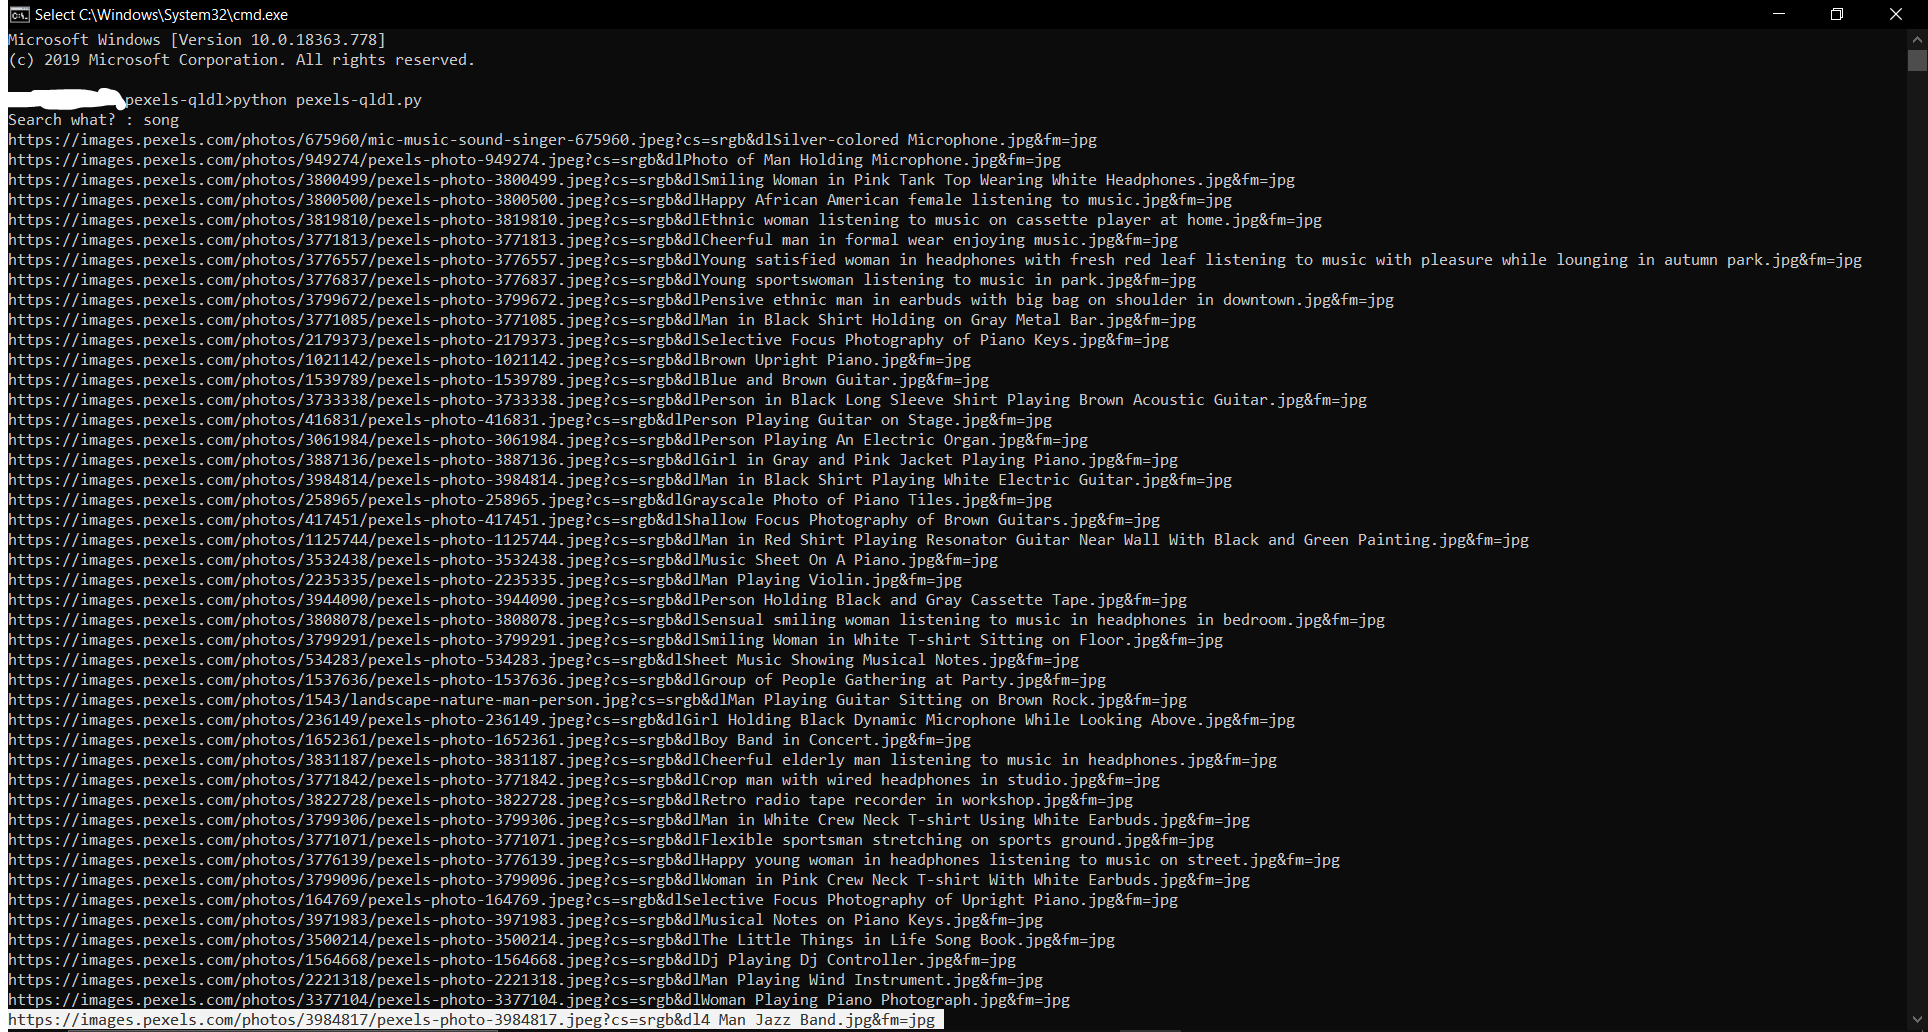 Select C:\Windows\System32\cmd.exe
Microsoft Windows [Version 10.0.18363.778]
(c) 2019 Microsoft Corporation. All rights reserved.
pexels-qldl>python pexels-qldl.py
Search what? : song
https://images.pexels.com/photos/675960/mic-music-sound-singer-675960.jpeg?cs=srgb&dlSilver-colored Microphone.jpg&fm=jpg
https://images.pexels.com/photos/949274/pexels-photo-949274.jpeg?cs=srgb&dlPhoto of Man Holding Microphone.jpg&fm=jpg
https://images.pexels.com/photos/3800499/pexels-photo-3800499.jpeg?cs=srgb&dlSmiling Woman in Pink Tank Top Wearing White Headphones.jpg&fm=jpg
https://images.pexels.com/photos/3800500/pexels-photo-3800500.jpeg?cs=srgb&dlHappy African American female listening to music.jpg&fm=jpg
https://images.pexels.com/photos/3819810/pexels-photo-3819810.jpeg?cs=srgb&dlEthnic woman listening to music on cassette player at home.jpg&fm=jpg
https://images.pexels.com/photos/3771813/pexels-photo-3771813.jpeg?cs=srgb&dlCheerful man in formal wear enjoying music.jpg&fm=jpg
https://images.pexels.com/photos/3776557/pexels-photo-3776557.jpeg?cs=srgb&dlYoung satisfied woman in headphones with fresh red leaf listening to music with pleasure while lounging in autumn park.jpg&fm=jpg
https://images.pexels.com/photos/3776837/pexels-photo-3776837.jpeg?cs=srgb&dlYoung sportswoman listening to music in park.jpg&fm=jpg
https://images.pexels.com/photos/3799672/pexels-photo-3799672.jpeg?cs=srgb&dlPensive ethnic man in earbuds with big bag on shoulder in downtown.jpg&fm=jpg
https://images.pexels.com/photos/3771085/pexels-photo-3771085.jpeg?cs=srgb&dlMan in Black Shirt Holding on Gray Metal Bar.jpg&fm=jpg
https://images.pexels.com/photos/2179373/pexels-photo-2179373.jpeg?cs=srgb&dlSelective Focus Photography of Piano Keys.jpg&fm=jpg
https://images.pexels.com/photos/1021142/pexels-photo-1021142.jpeg?cs=srgb&dlBrown Upright Piano.jpg&fm=jpg
https://images.pexels.com/photos/1539789/pexels-photo-1539789.jpeg?cs=srgb&dlBlue and Brown Guitar.jpg&fm=jpg
https://images.pexels.com/photos/3733338/pexels-photo-3733338.jpeg?cs=srgb&dlPerson in Black Long Sleeve Shirt Playing Brown Acoustic Guitar.jpg&fm=jpg
https://images.pexels.com/photos/416831/pexels-photo-416831.jpeg?cs=srgb&dlPerson Playing Guitar on Stage.jpg&fm=jpg
https://images.pexels.com/photos/3061984/pexels-photo-3061984.jpeg?cs=srgb&dlPerson Playing An Electric Organ.jpg&fm=jpg
https://images.pexels.com/photos/3887136/pexels-photo-3887136.jpeg?cs=srgb&dlGirl in Gray and Pink Jacket Playing Piano.jpg&fm=jpg
https://images.pexels.com/photos/3984814/pexels-photo-3984814.jpeg?cs=srgb&dlMan in Black Shirt Playing White Electric Guitar.jpg&fm=jpg
https://images.pexels.com/photos/258965/pexels-photo-258965.jpeg?cs=srgb&dlGrayscale Photo of Piano Tiles.jpg&fm=jpg
https://images.pexels.com/photos/417451/pexels-photo-417451.jpeg?cs=srgb&dlShallow Focus Photography of Brown Guitars.jpg&fm=jpg
https://images.pexels.com/photos/1125744/pexels-photo-1125744.jpeg?cs=srgb&dlMan in Red Shirt Playing Resonator Guitar Near Wall With Black and Green Painting.jpg&fm=jpg
https://images.pexels.com/photos/3532438/pexels-photo-3532438.jpeg?cs=srgb&dlMusic Sheet On A Piano.jpg&fm=jpg
https://images.pexels.com/photos/2235335/pexels-photo-2235335.jpeg?cs=srgb&dlMan Playing Violin.jpg&fm=jpg
https://images.pexels.com/photos/3944090/pexels-photo-3944090.jpeg?cs=srgb&dlPerson Holding Black and Gray Cassette Tape.jpg&fm=jpg
https://images.pexels.com/photos/3808078/pexels-photo-3808078.jpeg?cs=srgb&dlSensual smiling woman listening to music in headphones in bedroom.jpg&fm=jpg
https://images.pexels.com/photos/3799291/pexels-photo-3799291.jpeg?cs=srgb&dlSmiling Woman in White T-shirt Sitting on Floor.jpg&fm=jpg
https://images.pexels.com/photos/534283/pexels-photo-534283.jpeg?cs=srgb&dlSheet Music Showing Musical Notes.jpg&fm=jpg
https://images.pexels.com/photos/1537636/pexels-photo-1537636.jpeg?cs=srgb&dlGroup of People Gathering at Party.jpg&fm=jpg
https://images.pexels.com/photos/1543/landscape-nature-man-person.jpg?cs=srgb&dlMan Playing Guitar Sitting on Brown Rock.jpg&fm=jpg
https://images.pexels.com/photos/236149/pexels-photo-236149.jpeg?cs=srgb&dlGirl Holding Black Dynamic Microphone While Looking Above.jpg&fm=jpg
https://images.pexels.com/photos/1652361/pexels-photo-1652361.jpeg?cs=srgb&dlBoy Band in Concert.jpg&fm=jpg
https://images.pexels.com/photos/3831187/pexels-photo-3831187.jpeg?cs=srgb&dlCheerful elderly man listening to music in headphones.jpg&fm=jpg
https://images.pexels.com/photos/3771842/pexels-photo-3771842.jpeg?cs=srgb&dlCrop man with wired headphones in studio.jpg&fm=jpg
https://images.pexels.com/photos/3822728/pexels-photo-3822728.jpeg?cs=srgb&dlRetro radio tape recorder in workshop.jpg&fm=jpg
https://images.pexels.com/photos/3799306/pexels-photo-3799306.jpeg?cs=srgb&dlMan in White Crew Neck T-shirt Using White Earbuds.jpg&fm=jpg
https://images.pexels.com/photos/3771071/pexels-photo-3771071.jpeg?cs=srgb&dlFlexible sportsman stretching on sports ground.jpg&fm=jpg
https://images.pexels.com/photos/3776139/pexels-photo-3776139.jpeg?cs=srgb&dlHappy young woman in headphones listening to music on street.jpg&fm=jpg
https://images.pexels.com/photos/3799096/pexels-photo-3799096.jpeg?cs=srgb&dlWoman in Pink Crew Neck T-shirt With White Earbuds.jpg&fm=jpg
https://images.pexels.com/photos/164769/pexels-photo-164769.jpeg?cs=srgb&dlSelective Focus Photography of Upright Piano.jpg&fm=jpg
https://images.pexels.com/photos/3971983/pexels-photo-3971983.jpeg?cs=srgb&dlMusical Notes on Piano Keys.jpg&fm=jpg
https://images.pexels.com/photos/3500214/pexels-photo-3500214.jpeg?cs=srgb&dlThe Little Things in Life Song Book.jpg&fm=jpg
https://images.pexels.com/photos/1564668/pexels-photo-1564668.jpeg?cs=srgb&dlDj Playing Dj Controller.jpg&fm=jpg
https://images.pexels.com/photos/2221318/pexels-photo-2221318.jpeg?cs=srgb&dlMan Playing Wind Instrument.jpg&fm=jpg
https://images.pexels.com/photos/3377104/pexels-photo-3377104.jpeg?cs=srgb&dlWoman Playing Piano Photograph.jpg&fm=jpg
https://images.pexels.com/photos/3984817/pexels-photo-3984817.jpeg?cs=srgb&dl4 Man Jazz Band.jpg&fm=jpg